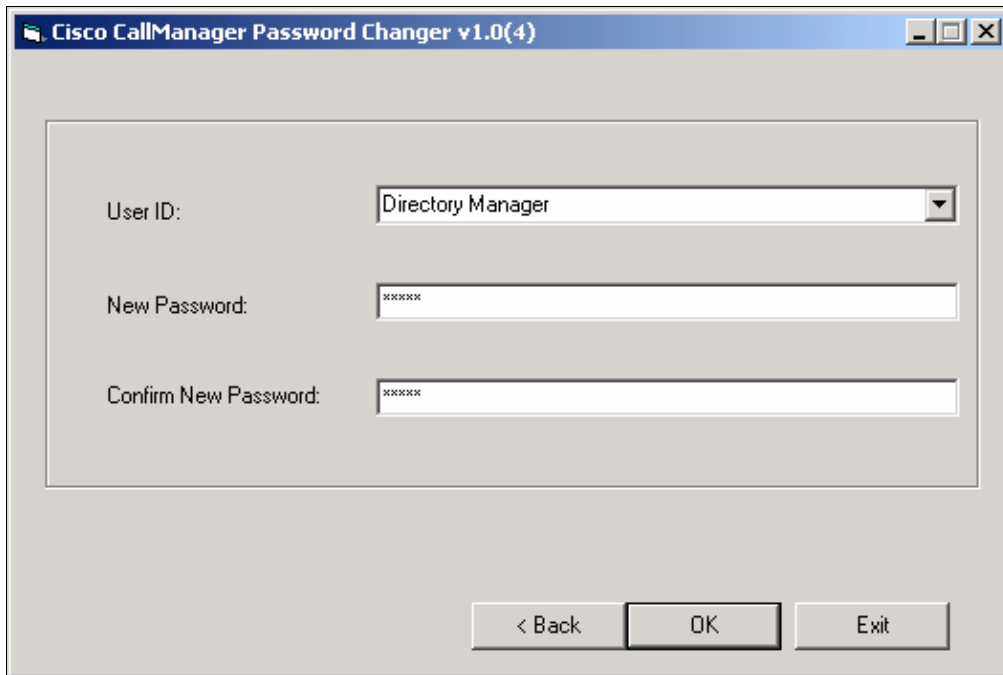 Cisco CallManager Password Changer v1.0(4)
User ID:
Directory Manager
New Password:
*****
Confirm New Password:
*****
< Back
OK
Exit